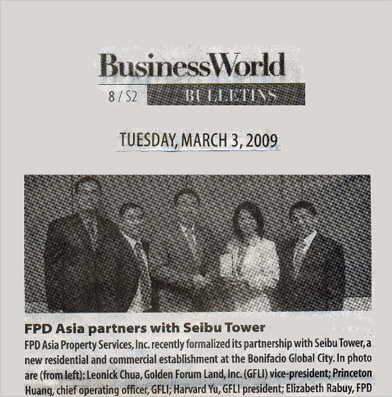 BusinessWorld
8 / S2 BULLETINS
TUESDAY, MARCH 3, 2009
FPD Asia partners with Seibu Tower
FPD Asia Property Services, Inc. recently formalized its partnership with Seibu Tower, a
new residential and commercial establishment at the Bonifacio Global City. In photo
are (from left): Leonick Chua, Golden Forum Land, Inc. (GFLI) vice-president; Princeton
Huang, chief operating officer, GFLI; Harvard Yu, GFLI president; Elizabeth Rabuy, FPD